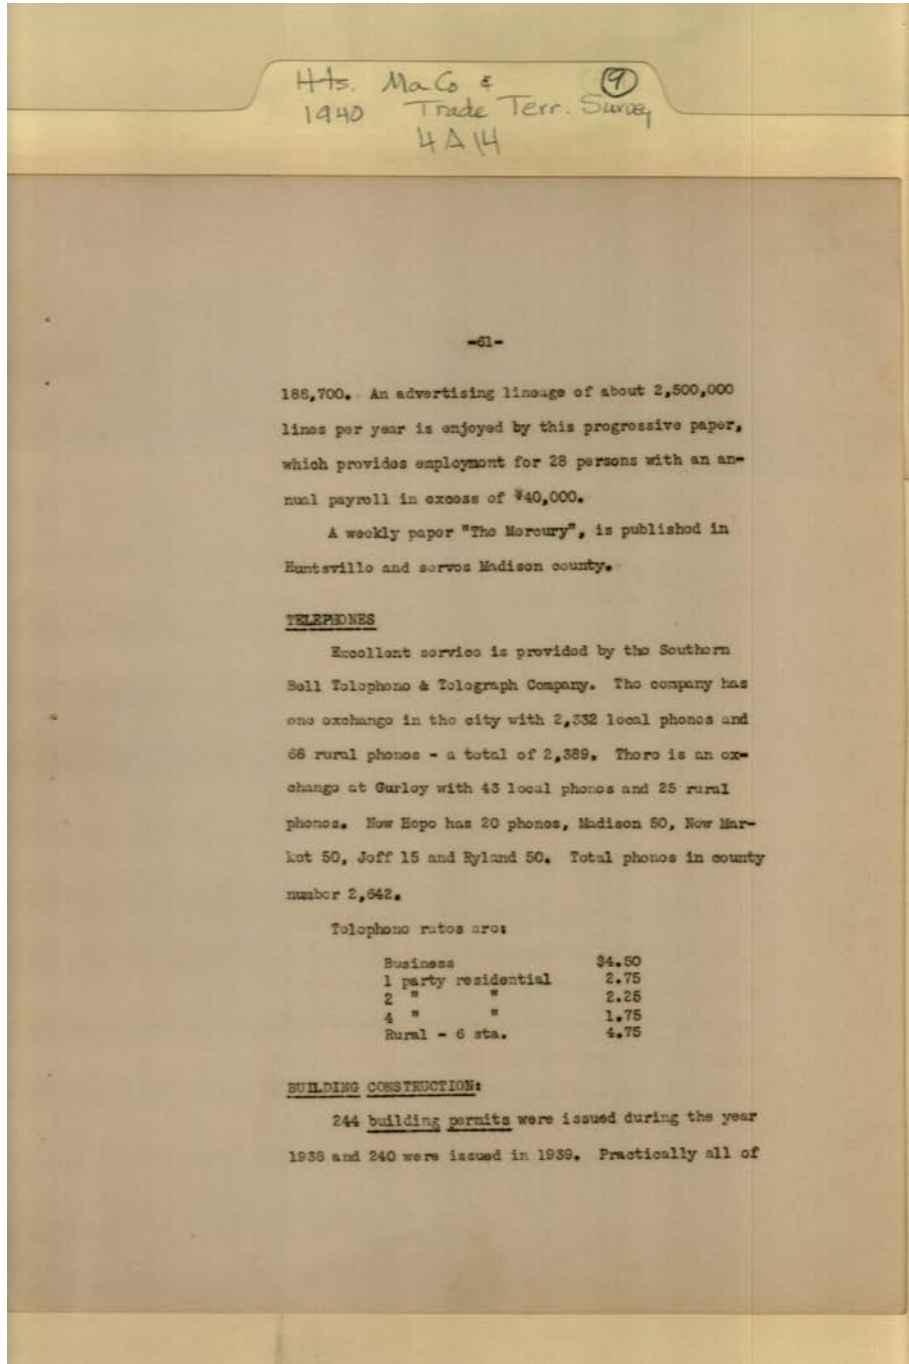 Hts. Ma Co & 9
1940 Trade Terr. Survey
4A14
-61-
188,700. An advertising lineage of about 2,500,000
lines per year is enjoyed by this progressive paper,
which provides employment for 28 persons with an an-
nual payroll in excess of $40,000.
A weekly paper "The Mercury", is published in
Huntsville and serves Madison county.
TELEPHONES
Excellent service is provided by the Southern
Bell Telephone & Telegraph Company. The company has
one exchange in the city with 2,332 local phones and
68 rural phones - a total of 2,389. There is an ex-
change at Gurley with 43 local phones and 25 rural
phones. New Hope has 20 phones, Madison 50, New Mar-
ket 50, Jeff 15 and Ryland 50. Total phones in county
number 2,642.
Telephone rates are:
Business $4.50
1 party residential 2.75
2 " " 2.25
4 " " 1.75
Rural - 6 sta. 4.75
BUILDING CONSTRUCTION:
244 building permits were issued during the year
1938 and 240 were issued in 1939. Practically all of